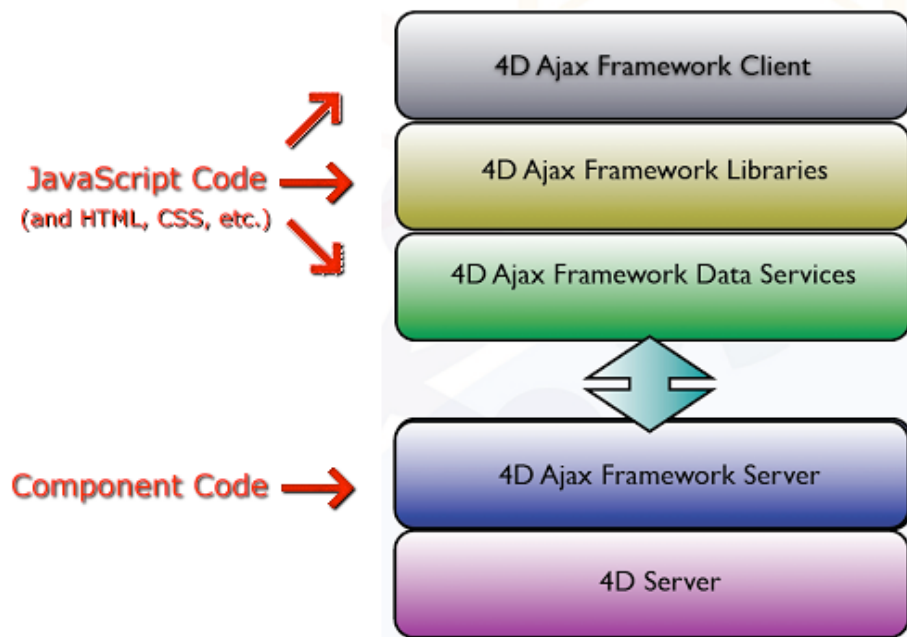 4D Ajax Framework Client
4D Ajax Framework Libraries
JavaScript Code
(and HTML, CSS, etc.)
4D Ajax Framework Data Services
4D Ajax Framework Server
Component Code
4D Server